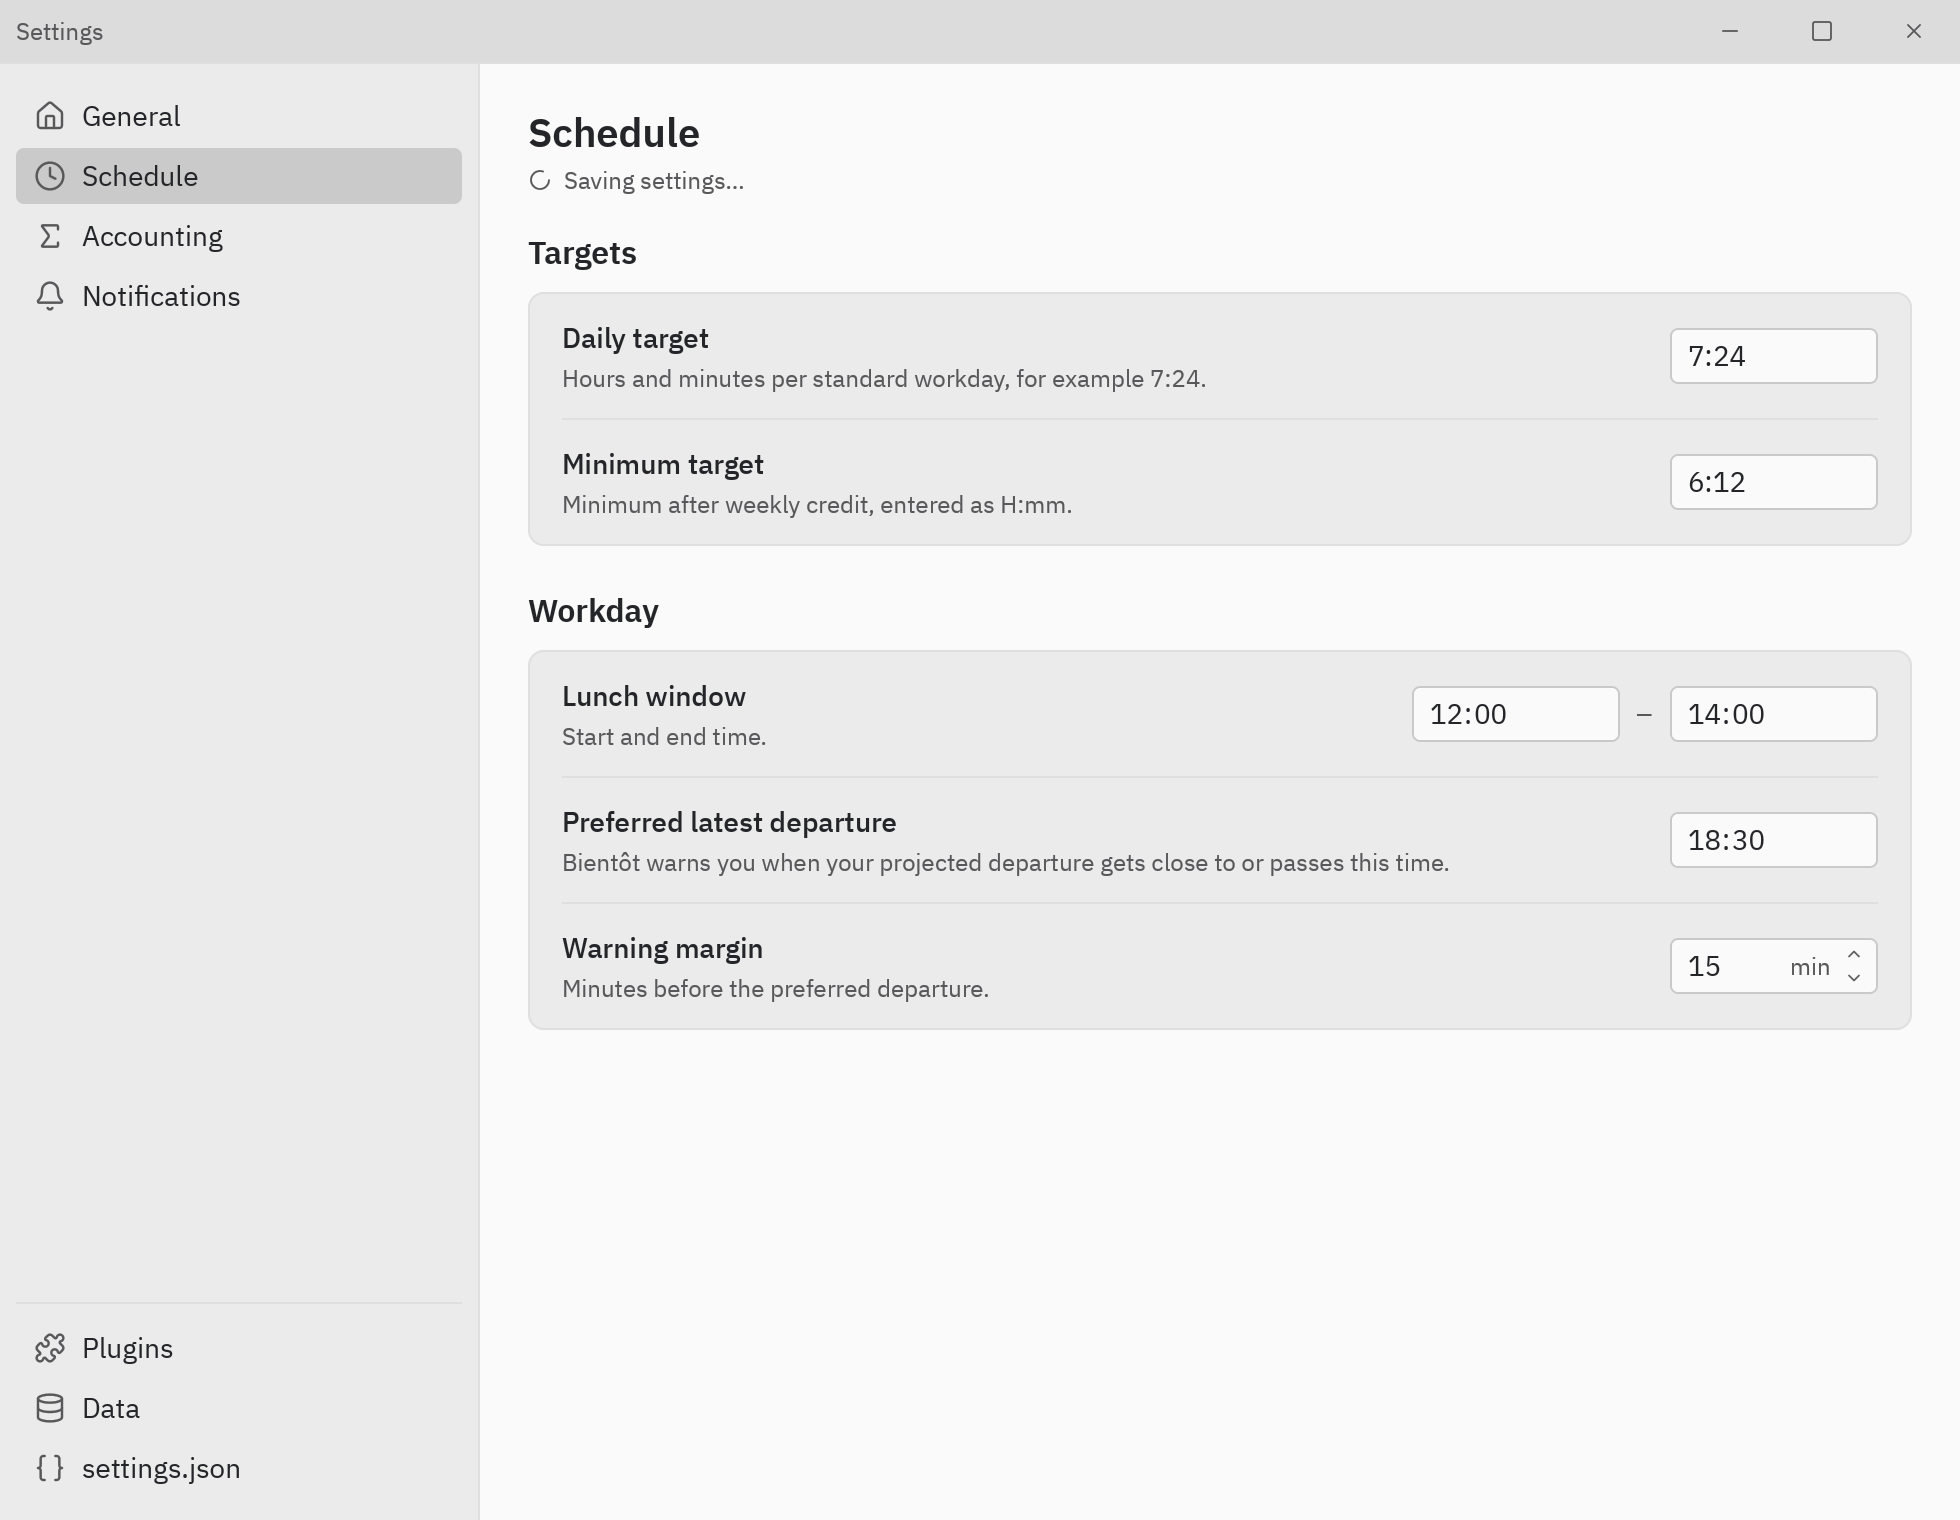 Settings
General
Schedule
Accounting
Notifications
Plugins
Data
settings.json
Schedule
Saving settings...
Targets
Daily target
Hours and minutes per standard workday, for example 7:24.
7:24
Minimum target
Minimum after weekly credit, entered as H:mm.
6:12
Workday
Lunch window
Start and end time.
12:00 – 14:00
Preferred latest departure
Bientôt warns you when your projected departure gets close to or passes this time.
18:30
Warning margin
Minutes before the preferred departure.
15 min